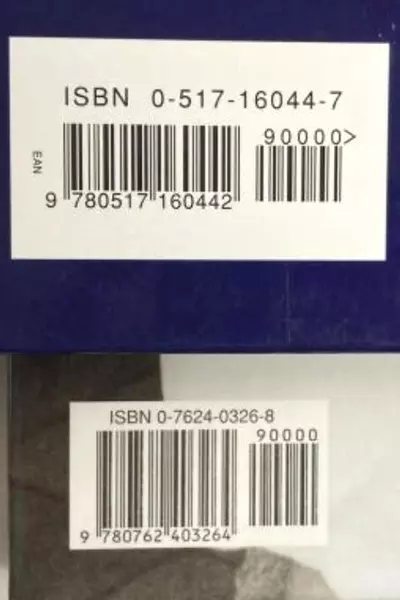 ISBN 0-517-16044-7
90000>
EAN
9 780517 160442
ISBN 0-7624-0326-8
90000
9 780762 403264